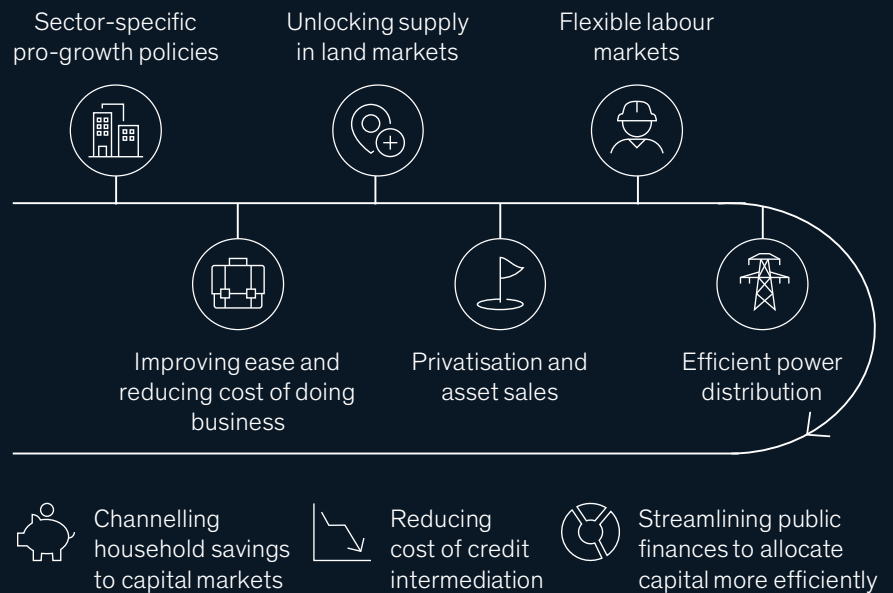 Sector-specific
pro-growth policies
Unlocking supply
in land markets
Flexible labour
markets
Improving ease and
reducing cost of doing
business
Privatisation and
asset sales
Efficient power
distribution
Channelling
household savings
to capital markets
Reducing
cost of credit
intermediation
Streamlining public
finances to allocate
capital more efficiently